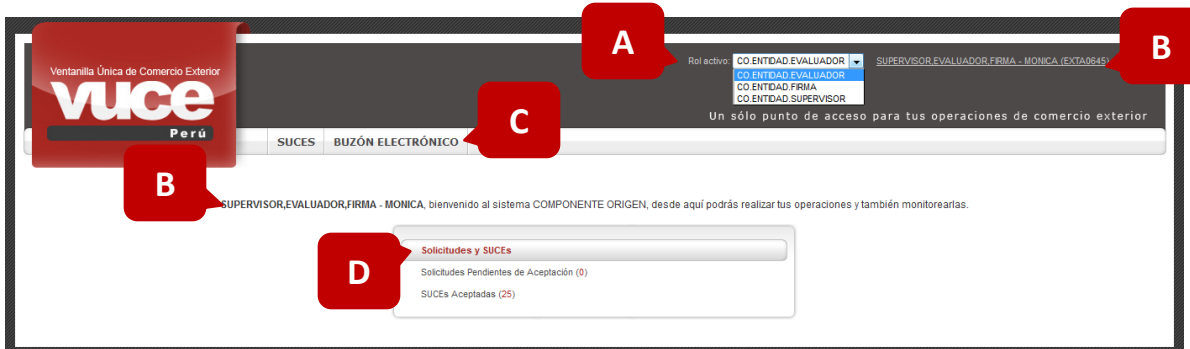 A
B
Ventanilla Única de Comercio Exterior
vuce
Perú
Rol activo: CO.ENTIDAD.EVALUADOR
SUPERVISOR,EVALUADOR,FIRMA - MONICA (EXTA0645)
CO.ENTIDAD.EVALUADOR
CO.ENTIDAD.FIRMA
CO.ENTIDAD.SUPERVISOR
Un sólo punto de acceso para tus operaciones de comercio exterior
SUCES BUZÓN ELECTRÓNICO
C
B
SUPERVISOR,EVALUADOR,FIRMA - MONICA, bienvenido al sistema COMPONENTE ORIGEN, desde aquí podrás realizar tus operaciones y también monitorearlas.
D
Solicitudes y SUCEs
Solicitudes Pendientes de Aceptación (0)
SUCEs Aceptadas (25)